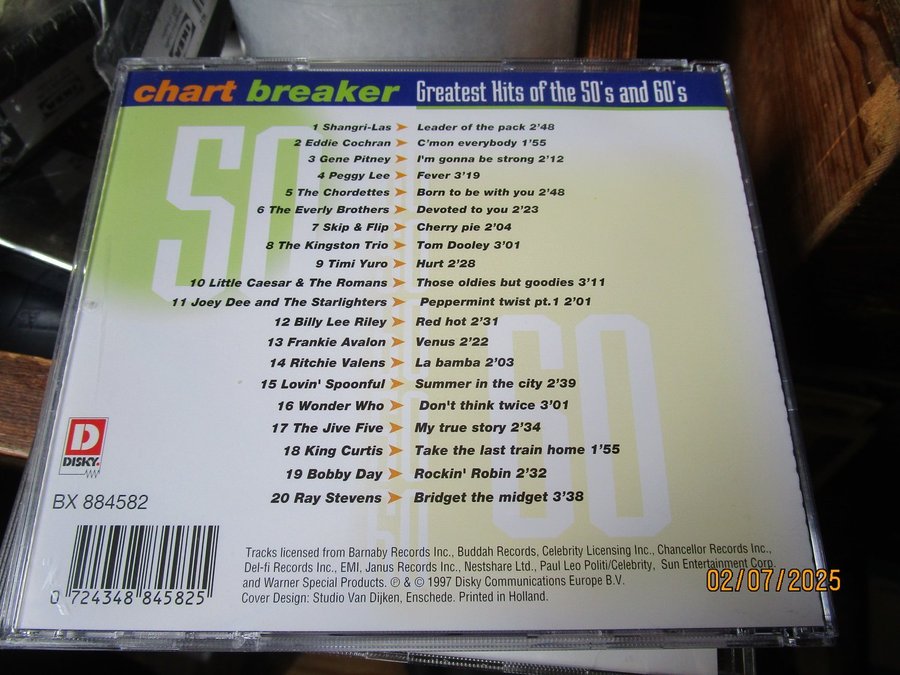 chart breaker Greatest Hits of the 50's and 60's
50
1 Shangri-Las ➤ Leader of the pack 2'48
2 Eddie Cochran ➤ C'mon everybody 1'55
3 Gene Pitney ➤ I'm gonna be strong 2'12
4 Peggy Lee ➤ Fever 3'19
5 The Chordettes ➤ Born to be with you 2'48
6 The Everly Brothers ➤ Devoted to you 2'23
7 Skip & Flip ➤ Cherry pie 2'04
8 The Kingston Trio ➤ Tom Dooley 3'01
9 Timi Yuro ➤ Hurt 2'28
10 Little Caesar & The Romans ➤ Those oldies but goodies 3'11
11 Joey Dee and The Starlighters ➤ Peppermint twist pt.1 2'01
12 Billy Lee Riley ➤ Red hot 2'31
13 Frankie Avalon ➤ Venus 2'22
14 Ritchie Valens ➤ La bamba 2'03
15 Lovin' Spoonful ➤ Summer in the city 2'39
16 Wonder Who ➤ Don't think twice 3'01
17 The Jive Five ➤ My true story 2'34
18 King Curtis ➤ Take the last train home 1'55
19 Bobby Day ➤ Rockin' Robin 2'32
20 Ray Stevens ➤ Bridget the midget 3'38
60
D
DISKY.
BX 884582
0 724348 845825
Tracks licensed from Barnaby Records Inc., Buddah Records, Celebrity Licensing Inc., Chancellor Records Inc.,
Del-fi Records Inc., EMI, Janus Records Inc., Nestshare Ltd., Paul Leo Politi/Celebrity, Sun Entertainment Corp.
and Warner Special Products. ℗ & © 1997 Disky Communications Europe B.V.
Cover Design: Studio Van Dijken, Enschede. Printed in Holland.
02/07/2025